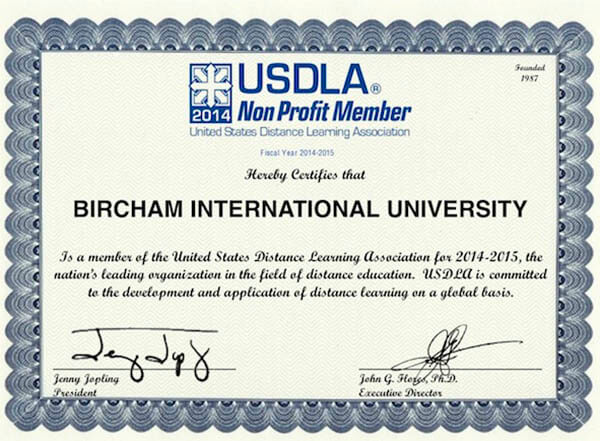 Founded
1987
USDLA®
2014 Non Profit Member
United States Distance Learning Association
Fiscal Year 2014-2015
Hereby Certifies that
BIRCHAM INTERNATIONAL UNIVERSITY
Is a member of the United States Distance Learning Association for 2014-2015, the
nation's leading organization in the field of distance education. USDLA is committed
to the development and application of distance learning on a global basis.
Jenny Jopling
President
John G. Flores, Ph.D.
Executive Director